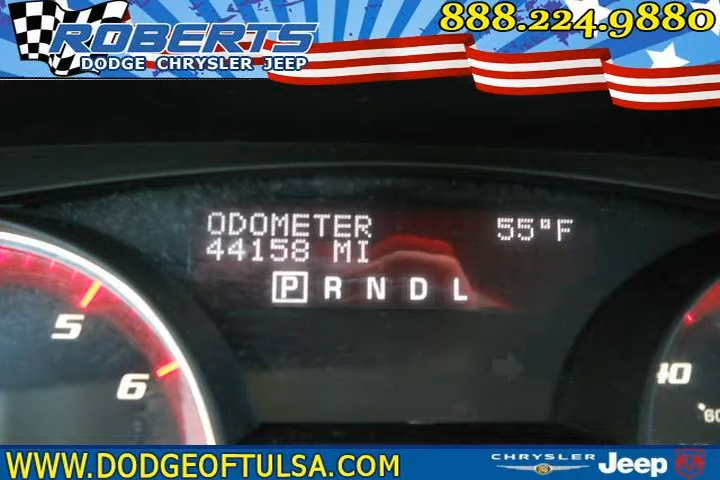 ROBERTS
888.224.9880
DODGE CHRYSLER JEEP
ODOMETER 55°F
44158 MI
P R N D L
5
6
40
60
WWW.DODGEOFTULSA.COM
CHRYSLER Jeep